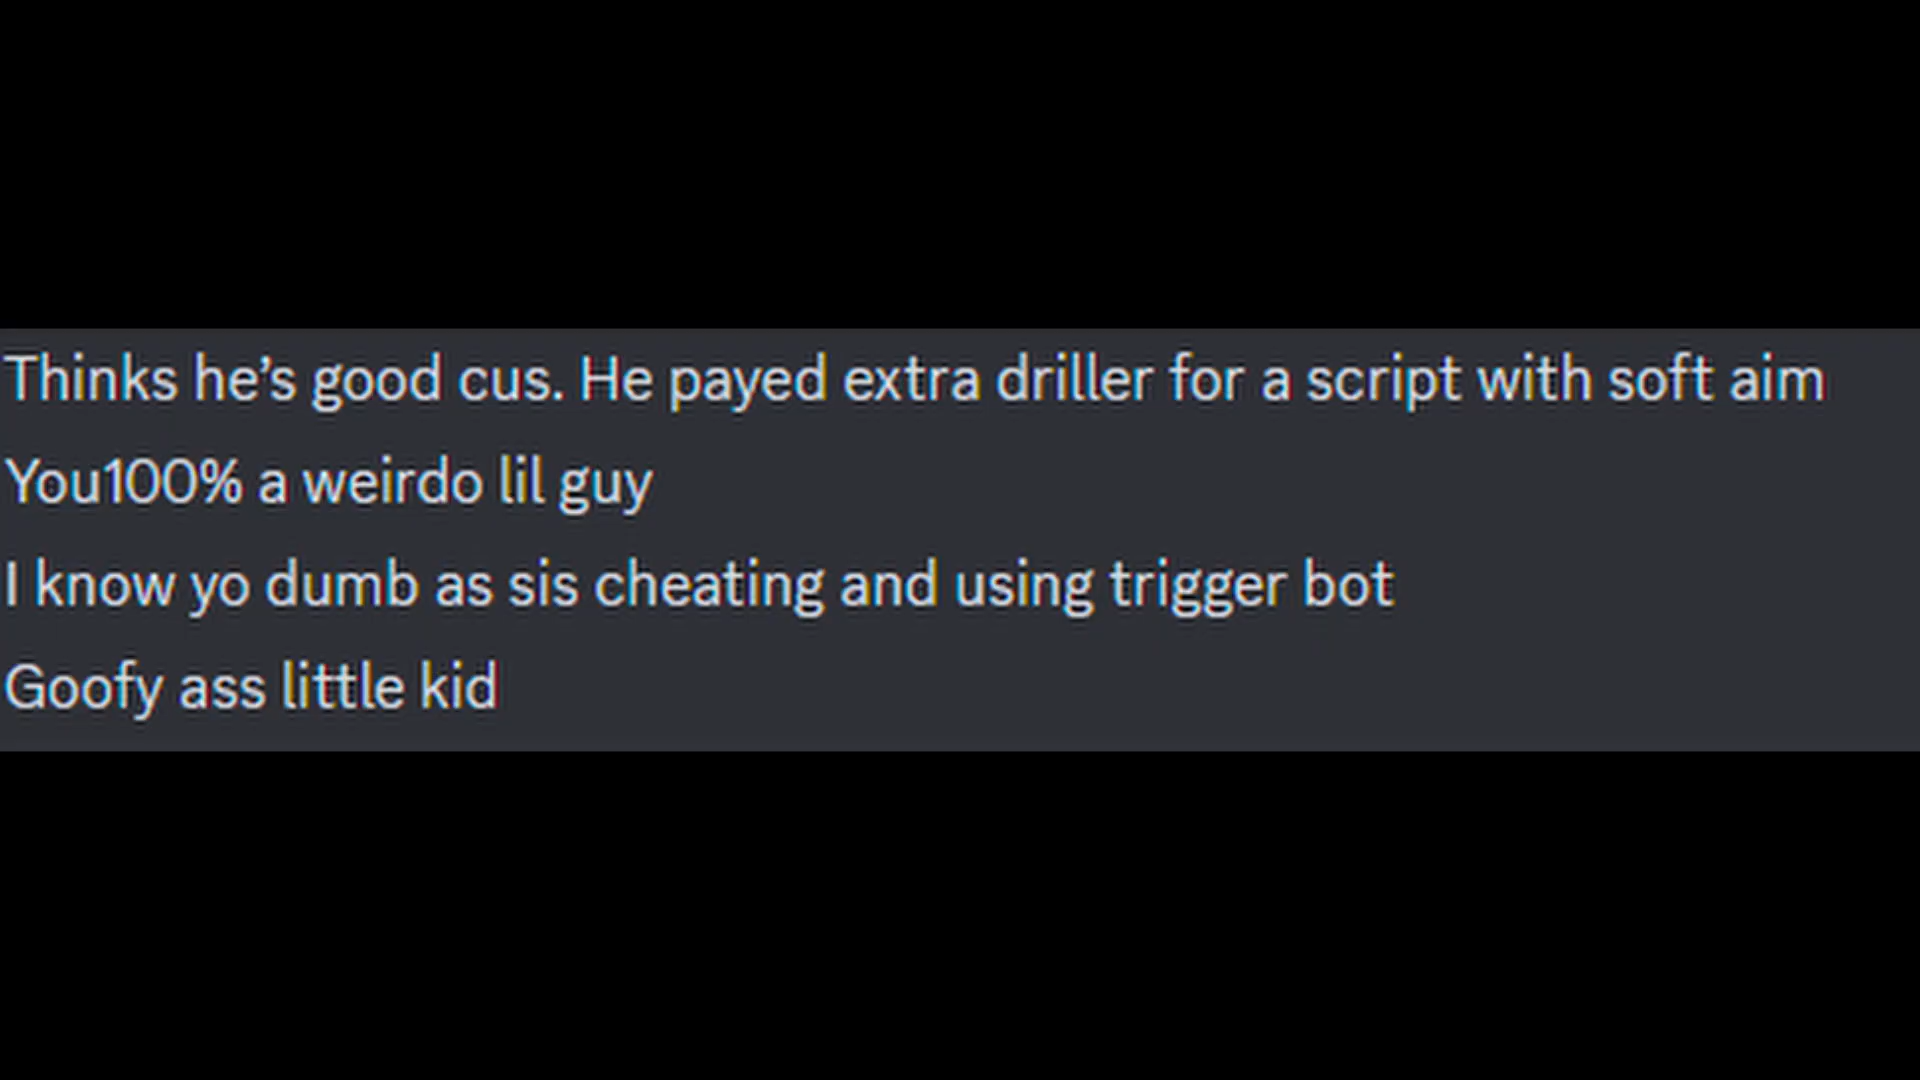 Thinks he’s good cus. He payed extra driller for a script with soft aim
You100% a weirdo lil guy
I know yo dumb as sis cheating and using trigger bot
Goofy ass little kid